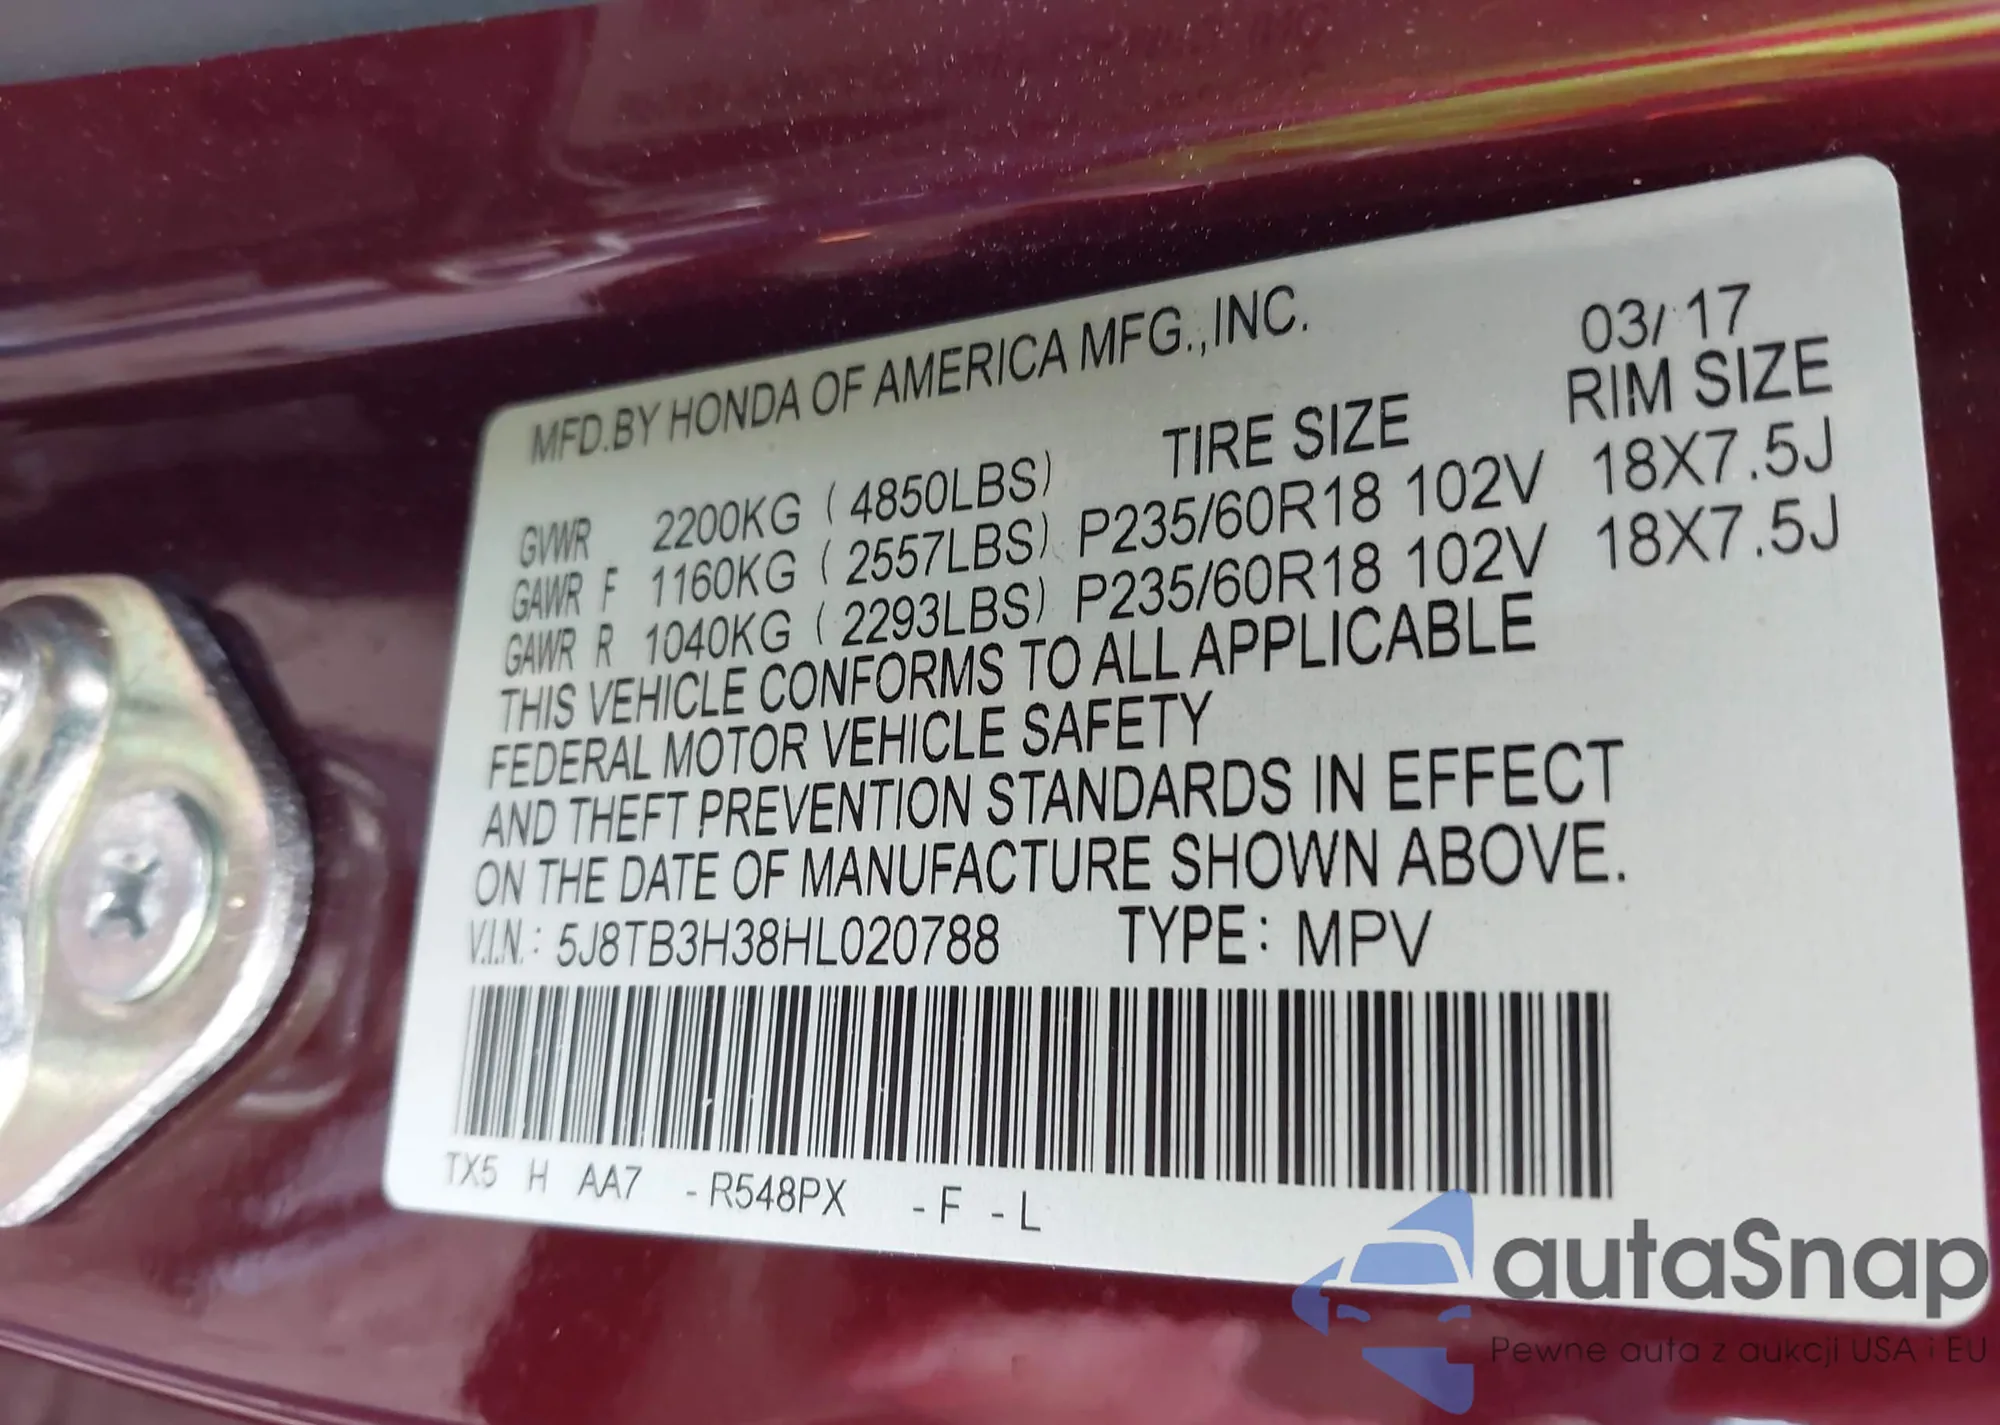 MFD.BY HONDA OF AMERICA MFG.,INC. 03/ 17
TIRE SIZE RIM SIZE
GVWR 2200KG ( 4850LBS)
GAWR F 1160KG ( 2557LBS) P235/60R18 102V 18X7.5J
GAWR R 1040KG ( 2293LBS) P235/60R18 102V 18X7.5J
THIS VEHICLE CONFORMS TO ALL APPLICABLE
FEDERAL MOTOR VEHICLE SAFETY
AND THEFT PREVENTION STANDARDS IN EFFECT
ON THE DATE OF MANUFACTURE SHOWN ABOVE.
V.I.N.: 5J8TB3H38HL020788 TYPE: MPV
TX5 H AA7 -R548PX -F -L
autaSnap
Pewne auta z aukcji USA i EU